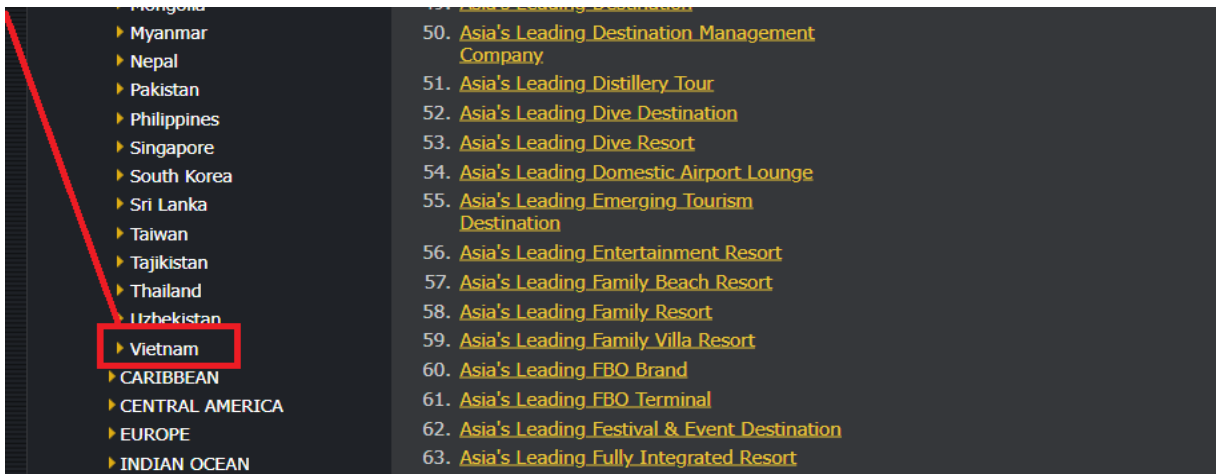 Mongolia
Myanmar
Nepal
Pakistan
Philippines
Singapore
South Korea
Sri Lanka
Taiwan
Tajikistan
Thailand
Uzbekistan
Vietnam
CARIBBEAN
CENTRAL AMERICA
EUROPE
INDIAN OCEAN
49. Asia's Leading Destination
50. Asia's Leading Destination Management
Company
51. Asia's Leading Distillery Tour
52. Asia's Leading Dive Destination
53. Asia's Leading Dive Resort
54. Asia's Leading Domestic Airport Lounge
55. Asia's Leading Emerging Tourism
Destination
56. Asia's Leading Entertainment Resort
57. Asia's Leading Family Beach Resort
58. Asia's Leading Family Resort
59. Asia's Leading Family Villa Resort
60. Asia's Leading FBO Brand
61. Asia's Leading FBO Terminal
62. Asia's Leading Festival & Event Destination
63. Asia's Leading Fully Integrated Resort